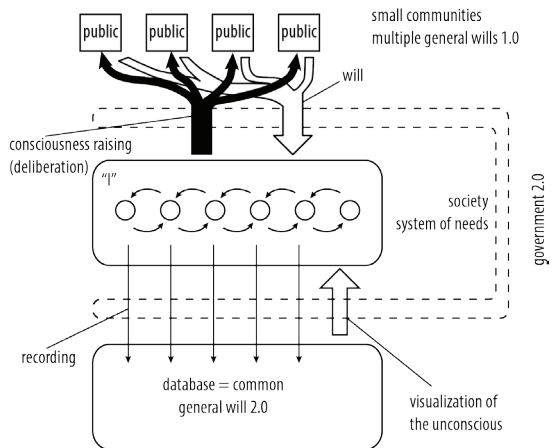 public public public public
small communities
multiple general wills 1.0
will
consciousness raising
(deliberation)
“I”
society
system of needs
government 2.0
recording
database = common
general will 2.0
visualization of
the unconscious